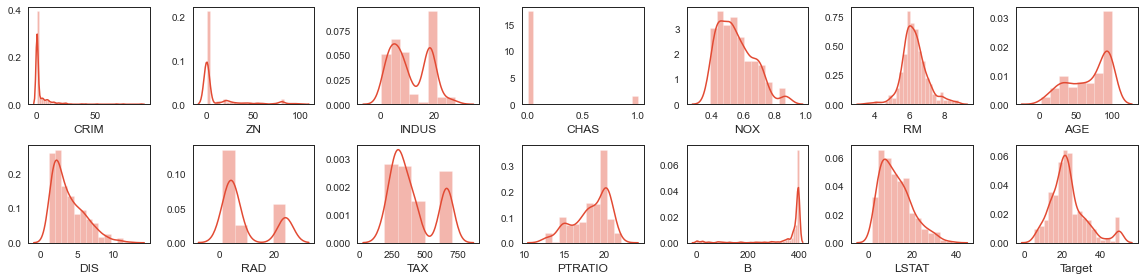 0.4
0.2
0.0
0 50
CRIM
0.2
0.1
0.0
0 50 100
ZN
0.075
0.050
0.025
0.000
0 20
INDUS
15
10
5
0
0.0 0.5 1.0
CHAS
3
2
1
0
0.4 0.6 0.8 1.0
NOX
0.75
0.50
0.25
0.00
4 6 8
RM
0.03
0.02
0.01
0.00
0 50 100
AGE
0.2
0.1
0.0
0 5 10
DIS
0.10
0.05
0.00
0 20
RAD
0.003
0.002
0.001
0.000
250 500 750
TAX
0.3
0.2
0.1
0.0
10 15 20
PTRATIO
0.06
0.04
0.02
0.00
0 200 400
B
0.06
0.04
0.02
0.00
0 20 40
LSTAT
0.06
0.04
0.02
0.00
0 20 40
Target